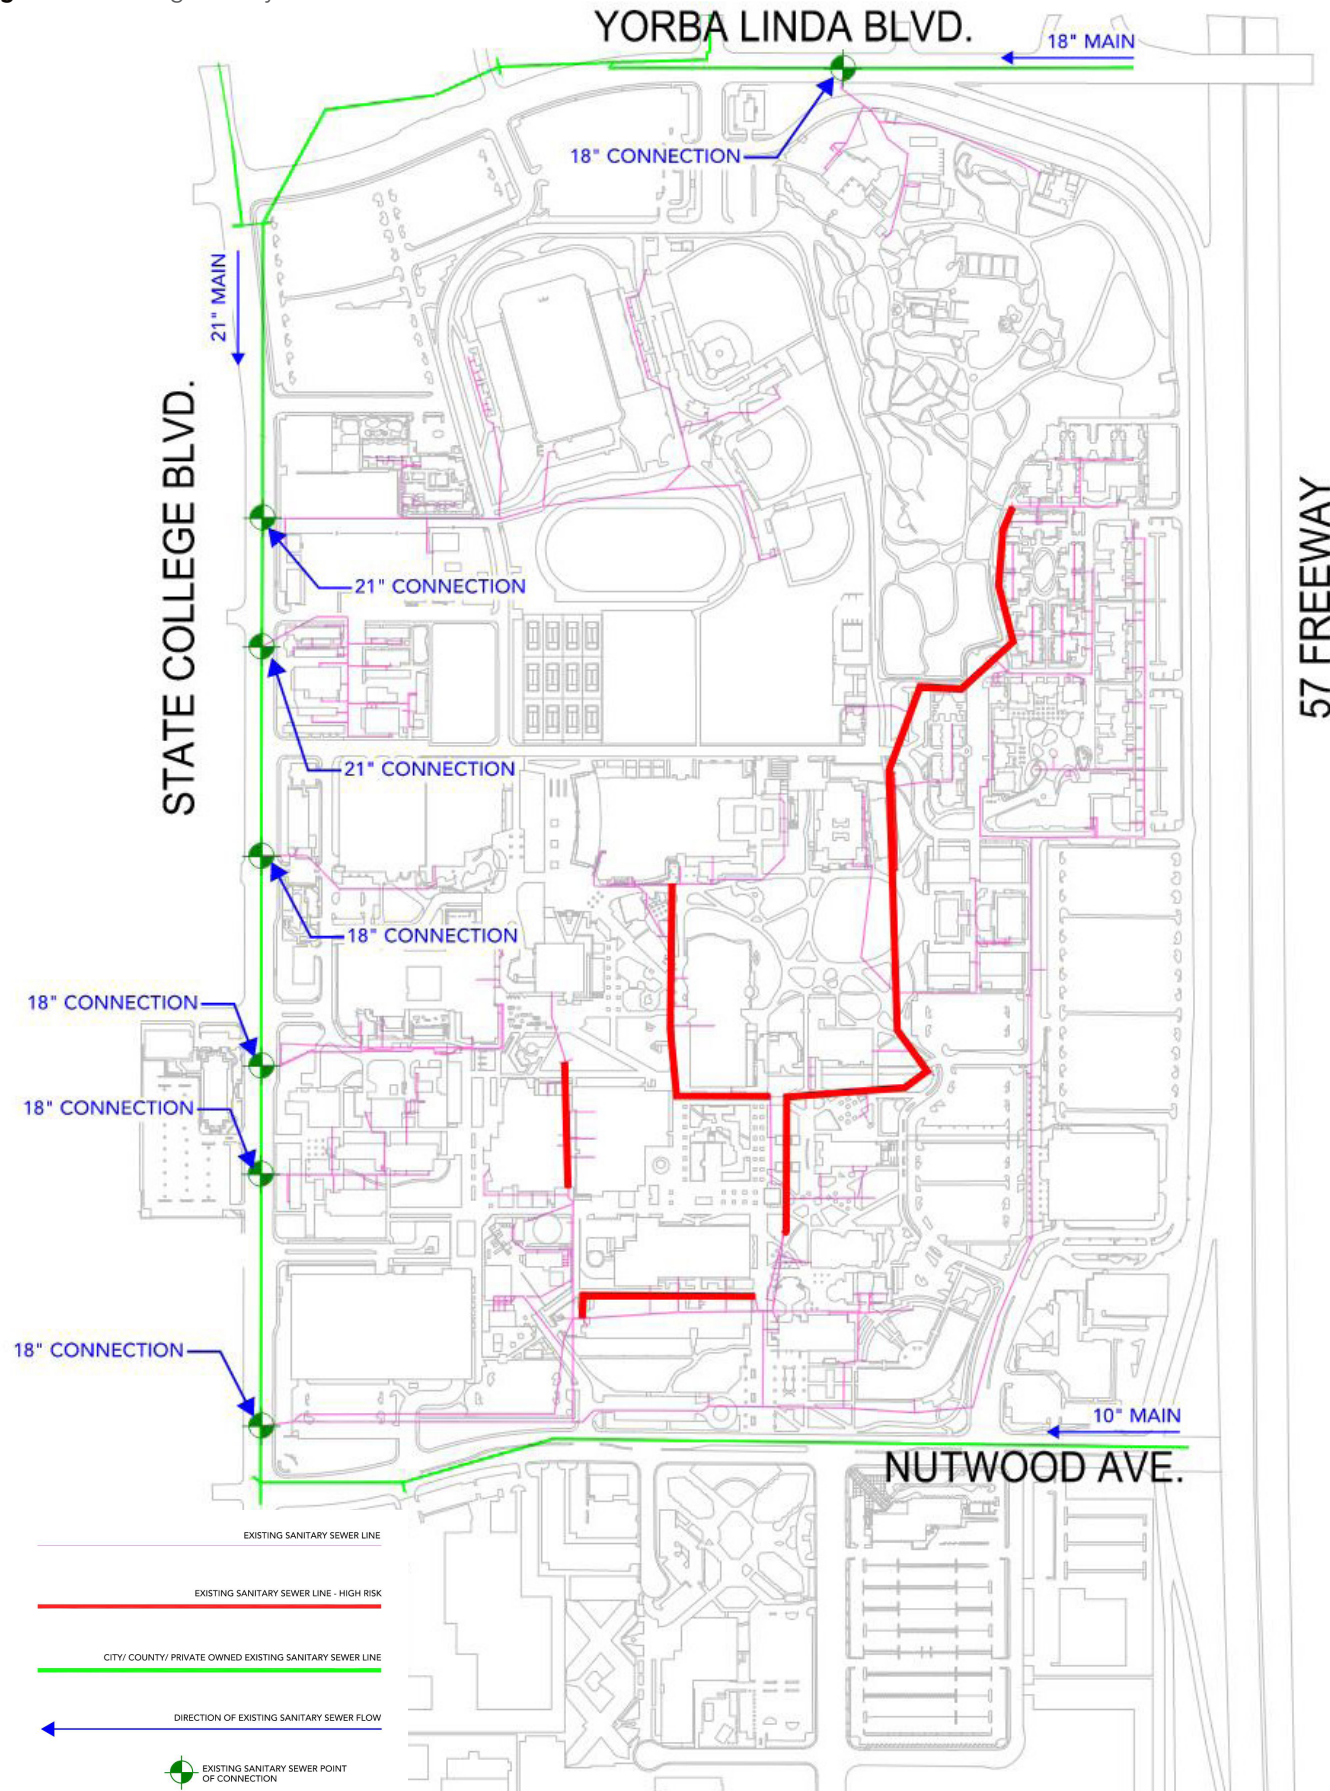 YORBA LINDA BLVD.
18" MAIN
18" CONNECTION
21" MAIN
STATE COLLEGE BLVD.
57 FREEWAY
21" CONNECTION
21" CONNECTION
18" CONNECTION
18" CONNECTION
18" CONNECTION
18" CONNECTION
10" MAIN
NUTWOOD AVE.
EXISTING SANITARY SEWER LINE
EXISTING SANITARY SEWER LINE - HIGH RISK
CITY/ COUNTY/ PRIVATE OWNED EXISTING SANITARY SEWER LINE
DIRECTION OF EXISTING SANITARY SEWER FLOW
EXISTING SANITARY SEWER POINT
OF CONNECTION